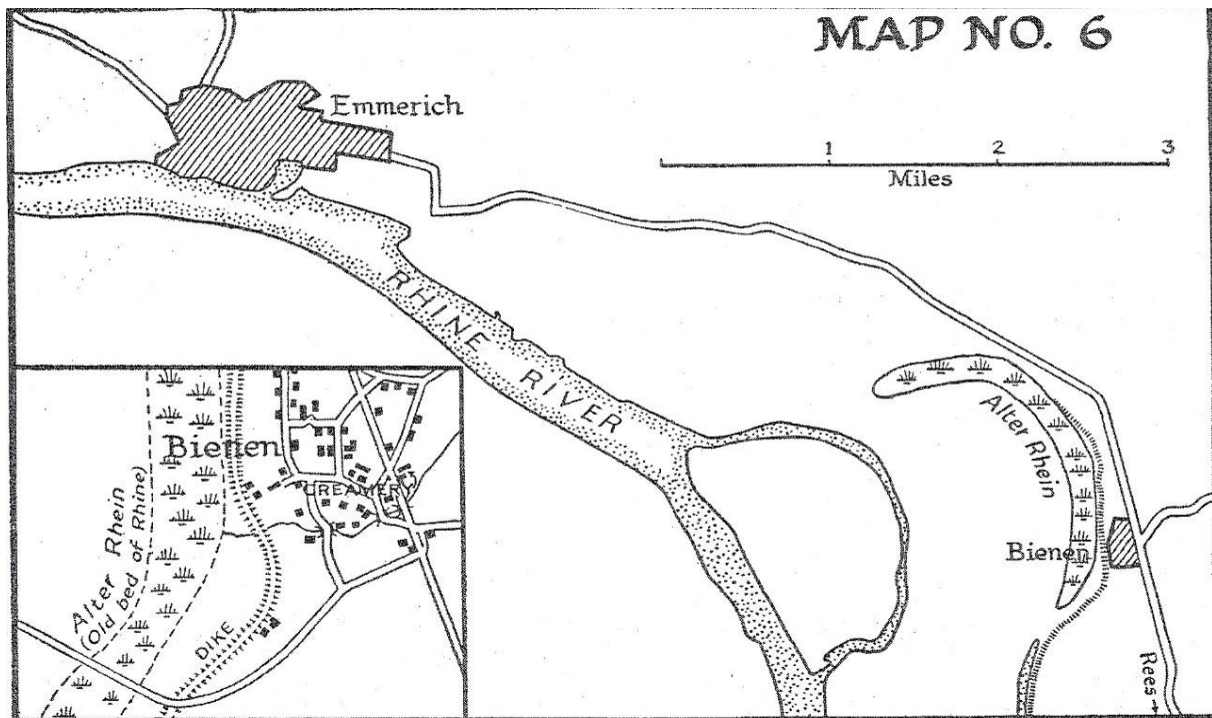 MAP NO. 6
Emmerich
1 2 3
Miles
RHINE RIVER
Alter Rhein
Bienen
Rees
Bienen
CREAMERY
Alter Rhein
(Old bed of Rhine)
DIKE